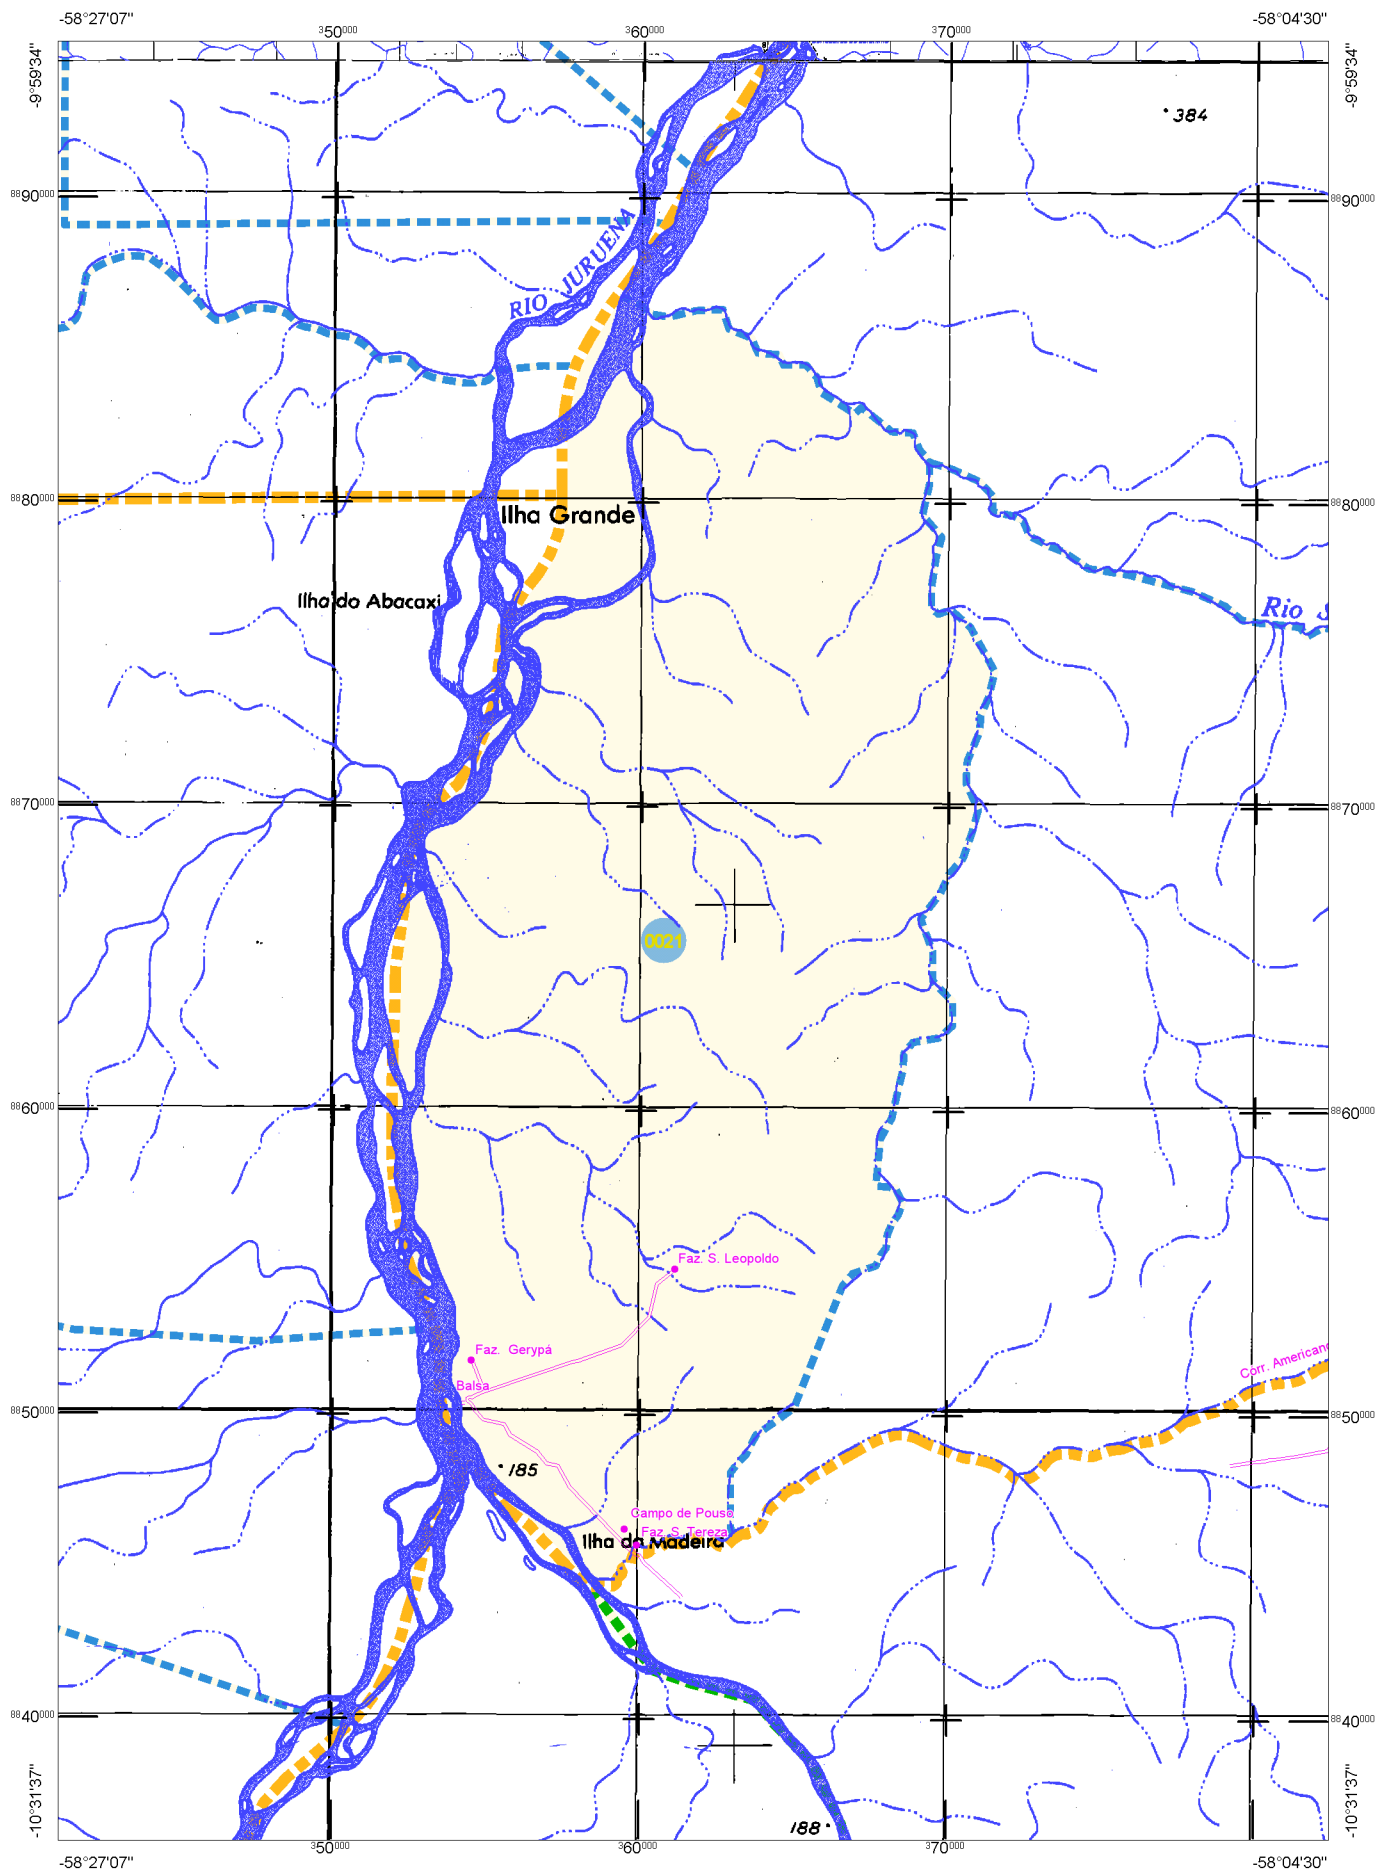 -58°27'07"
-58°04'30"
350000
360000
370000
-9°59'34"
-9°59'34"
384
8890000
8890000
RIO JURUENA
8880000
8880000
Ilha Grande
Ilha do Abacaxi
Rio S
8870000
8870000
0021
8860000
8860000
Faz. S. Leopoldo
Faz. Gerypá
Corr. Americano
Balsa
8850000
8850000
185
Campo de Pouso
Faz. S. Tereza
Ilha da Madeira
8840000
8840000
-10°31'37"
-10°31'37"
188
350000
360000
370000
-58°27'07"
-58°04'30"